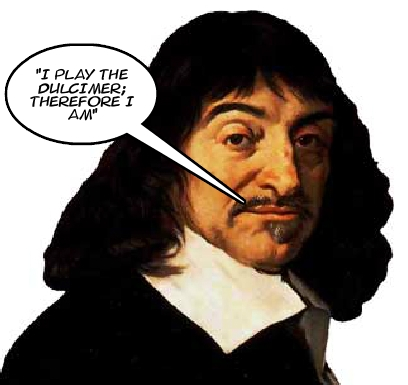 "I PLAY THE
DULCIMER;
THEREFORE I
AM"